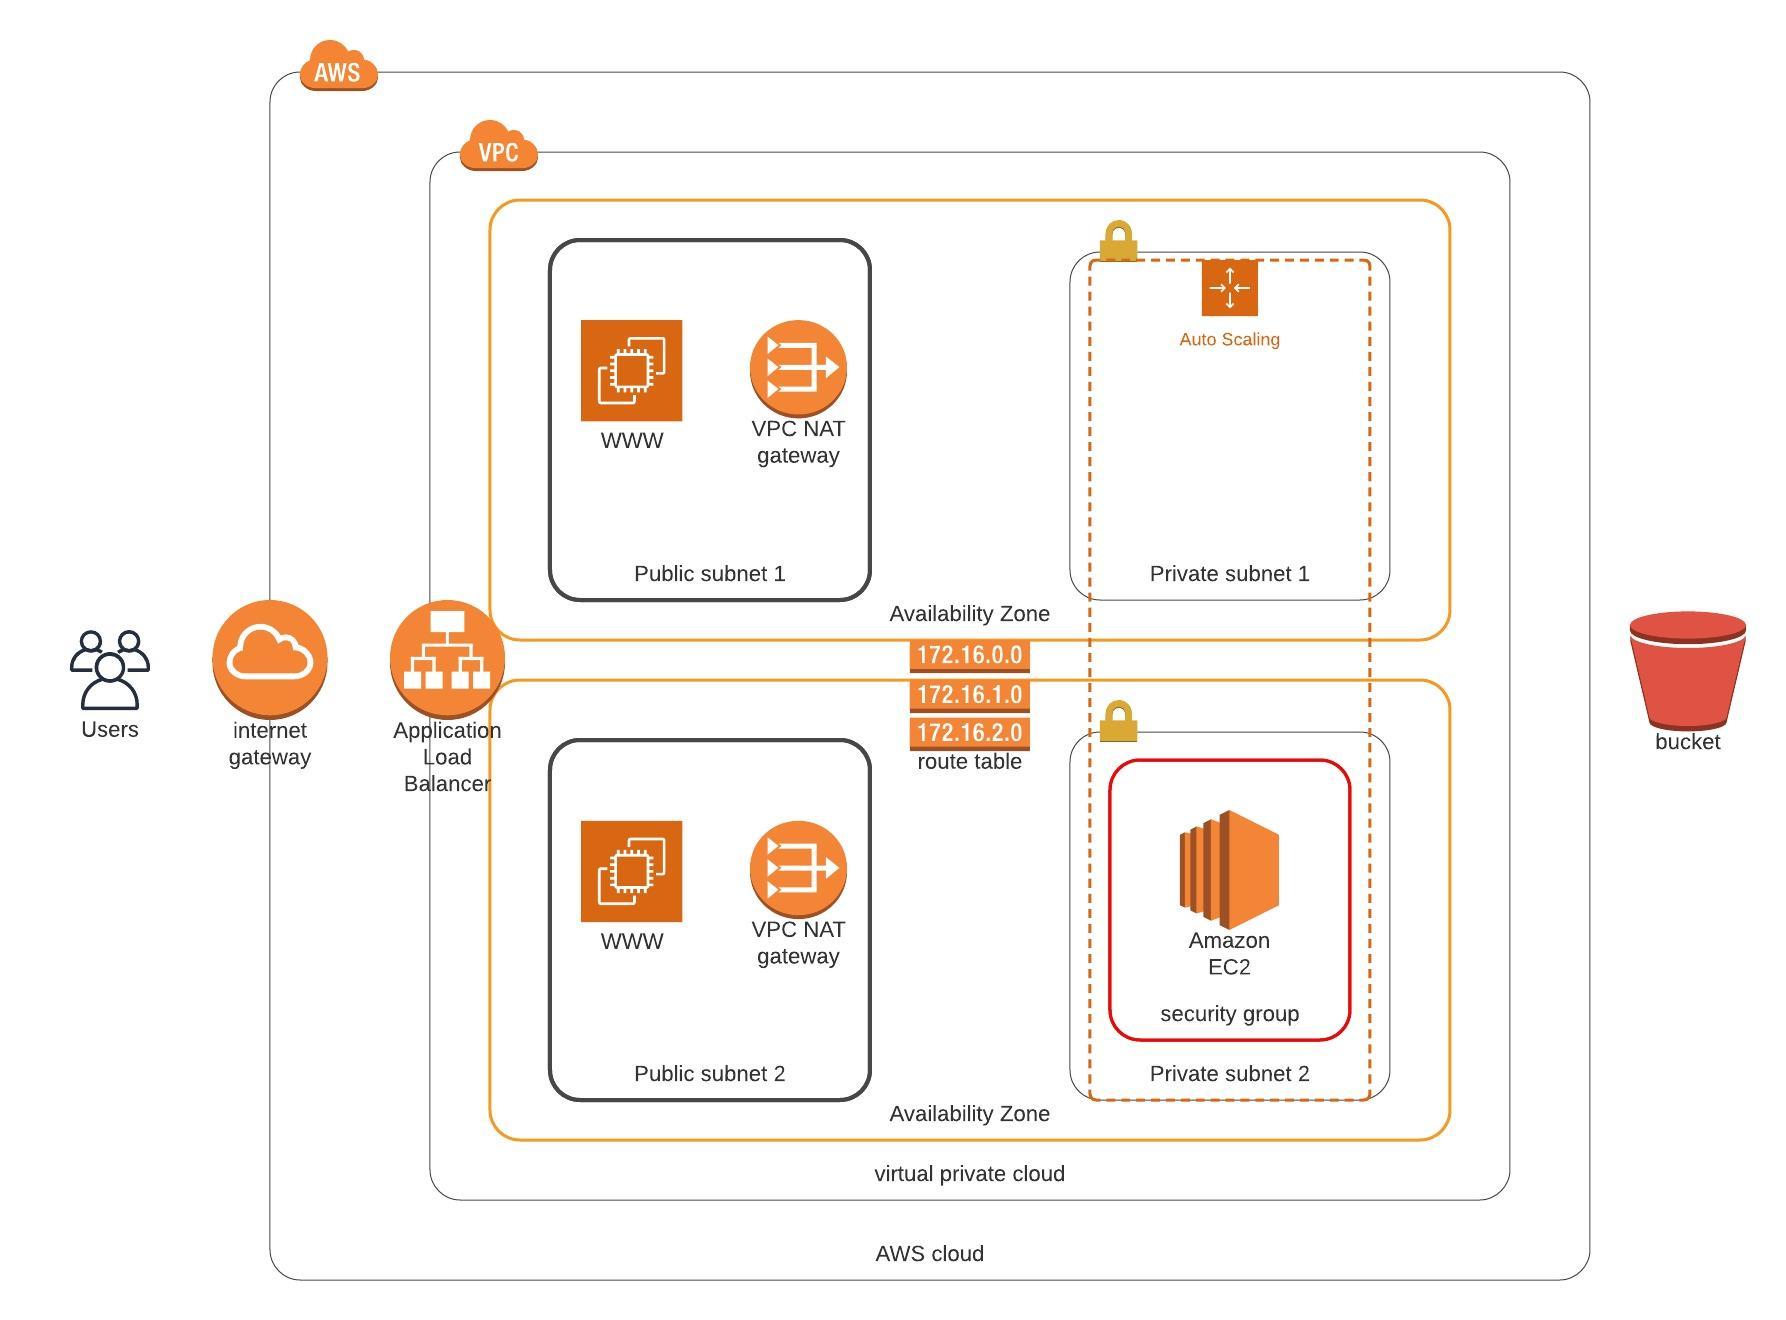 AWS
VPC
WWW
VPC NAT
gateway
Public subnet 1
Auto Scaling
Private subnet 1
Availability Zone
172.16.0.0
172.16.1.0
172.16.2.0
route table
Users
internet
gateway
Application
Load
Balancer
bucket
WWW
VPC NAT
gateway
Public subnet 2
Amazon
EC2
security group
Private subnet 2
Availability Zone
virtual private cloud
AWS cloud